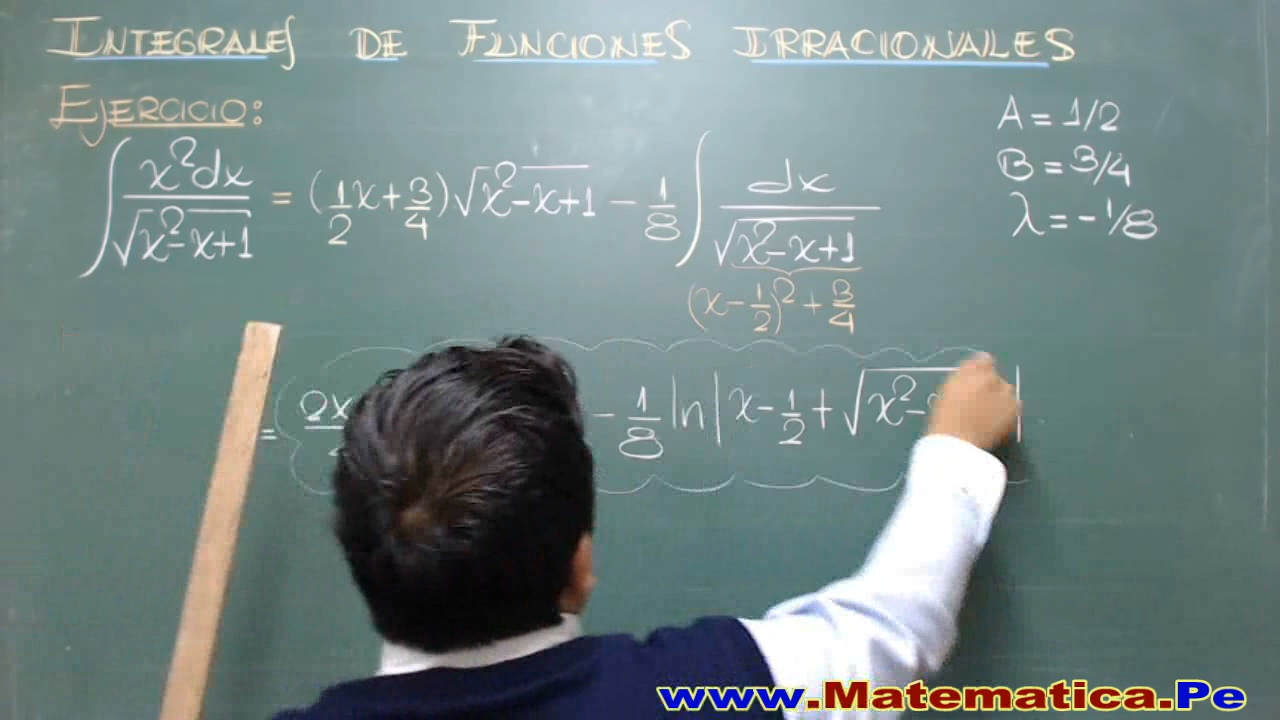 INTEGRALES DE FUNCIONES IRRACIONALES
EJERCICIO:
A = 1/2
B = 3/4
λ = -1/8
∫ x²dx / √(x²-x+1) = (1/2 x + 3/4) √(x²-x+1) - 1/8 ∫ dx / √(x²-x+1)
(x - 1/2)² + 3/4
= 2x - 1/8 ln|x - 1/2 + √x² - |
www.Matematica.Pe